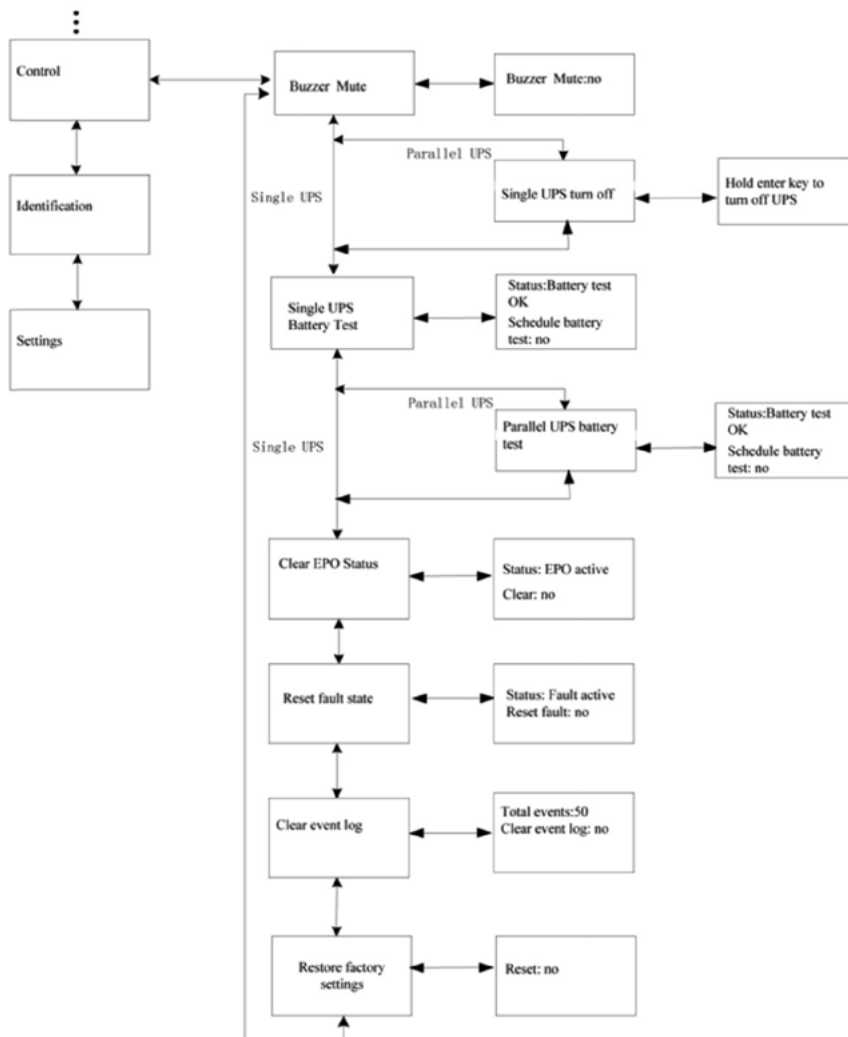 Control
Identification
Settings
Buzzer Mute
Buzzer Mute:no
Parallel UPS
Single UPS
Single UPS turn off
Hold enter key to
turn off UPS
Single UPS
Battery Test
Status:Battery test
OK
Schedule battery
test: no
Parallel UPS
Single UPS
Parallel UPS battery
test
Status:Battery test
OK
Schedule battery
test: no
Clear EPO Status
Status: EPO active
Clear: no
Reset fault state
Status: Fault active
Reset fault: no
Clear event log
Total events:50
Clear event log: no
Restore factory
settings
Reset: no